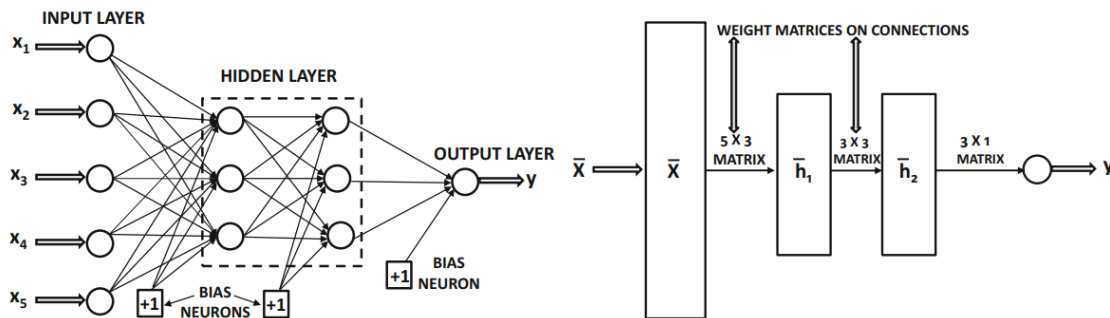 INPUT LAYER
x1
x2
x3
x4
x5
HIDDEN LAYER
OUTPUT LAYER
y
+1
BIAS
NEURONS
+1
+1
BIAS
NEURON
WEIGHT MATRICES ON CONNECTIONS
X̄
X̄
5 X 3
MATRIX
h̄1
3 X 3
MATRIX
h̄2
3 X 1
MATRIX
y